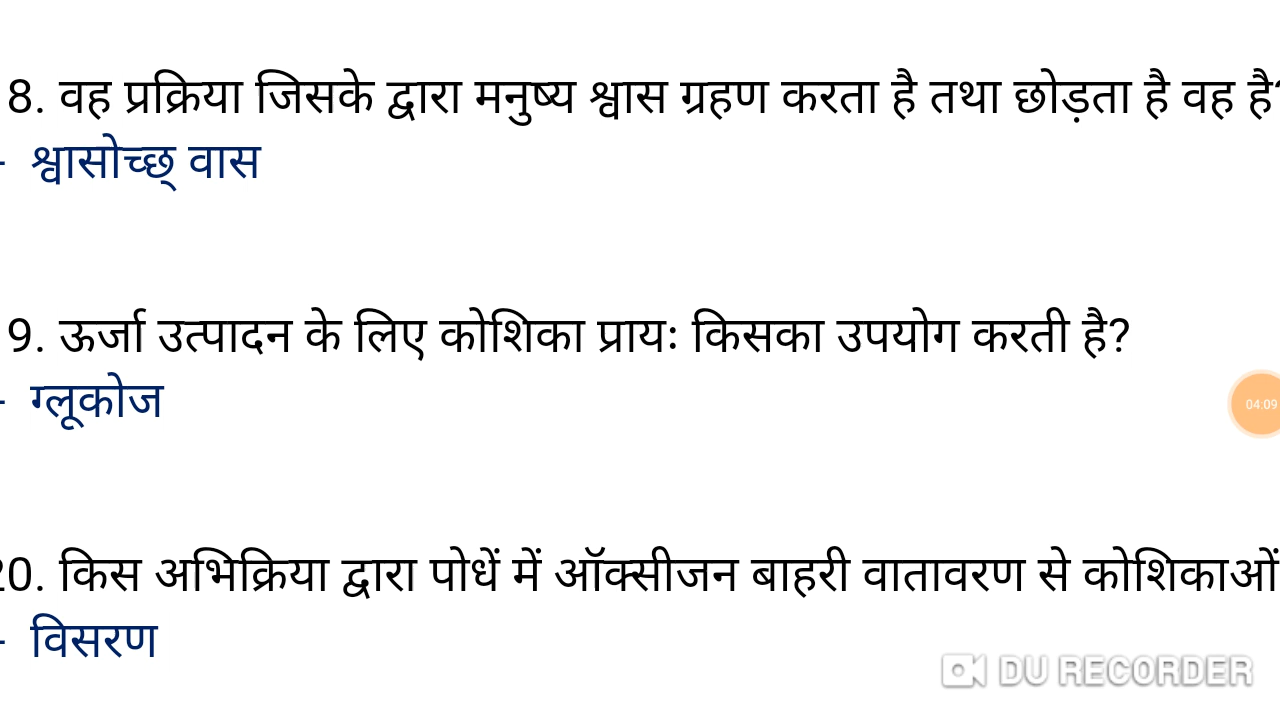 8. वह प्रक्रिया जिसके द्वारा मनुष्य श्वास ग्रहण करता है तथा छोड़ता है वह है?
- श्वासोच्छ् वास
9. ऊर्जा उत्पादन के लिए कोशिका प्रायः किसका उपयोग करती है?
- ग्लूकोज
04:09
20. किस अभिक्रिया द्वारा पोधें में ऑक्सीजन बाहरी वातावरण से कोशिकाओं
- विसरण
DU RECORDER